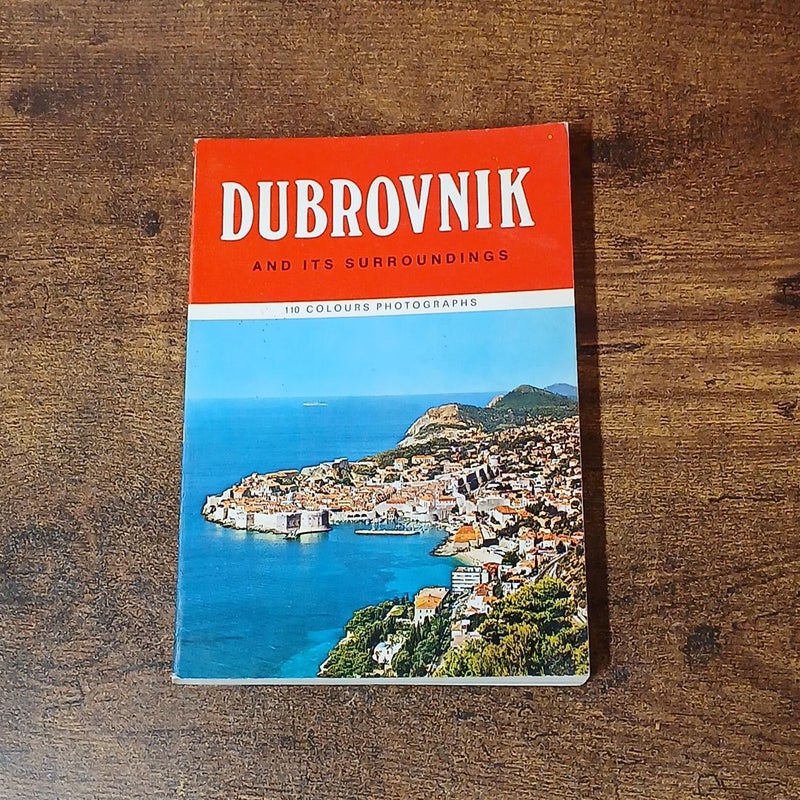 DUBROVNIK
AND ITS SURROUNDINGS
110 COLOURS PHOTOGRAPHS